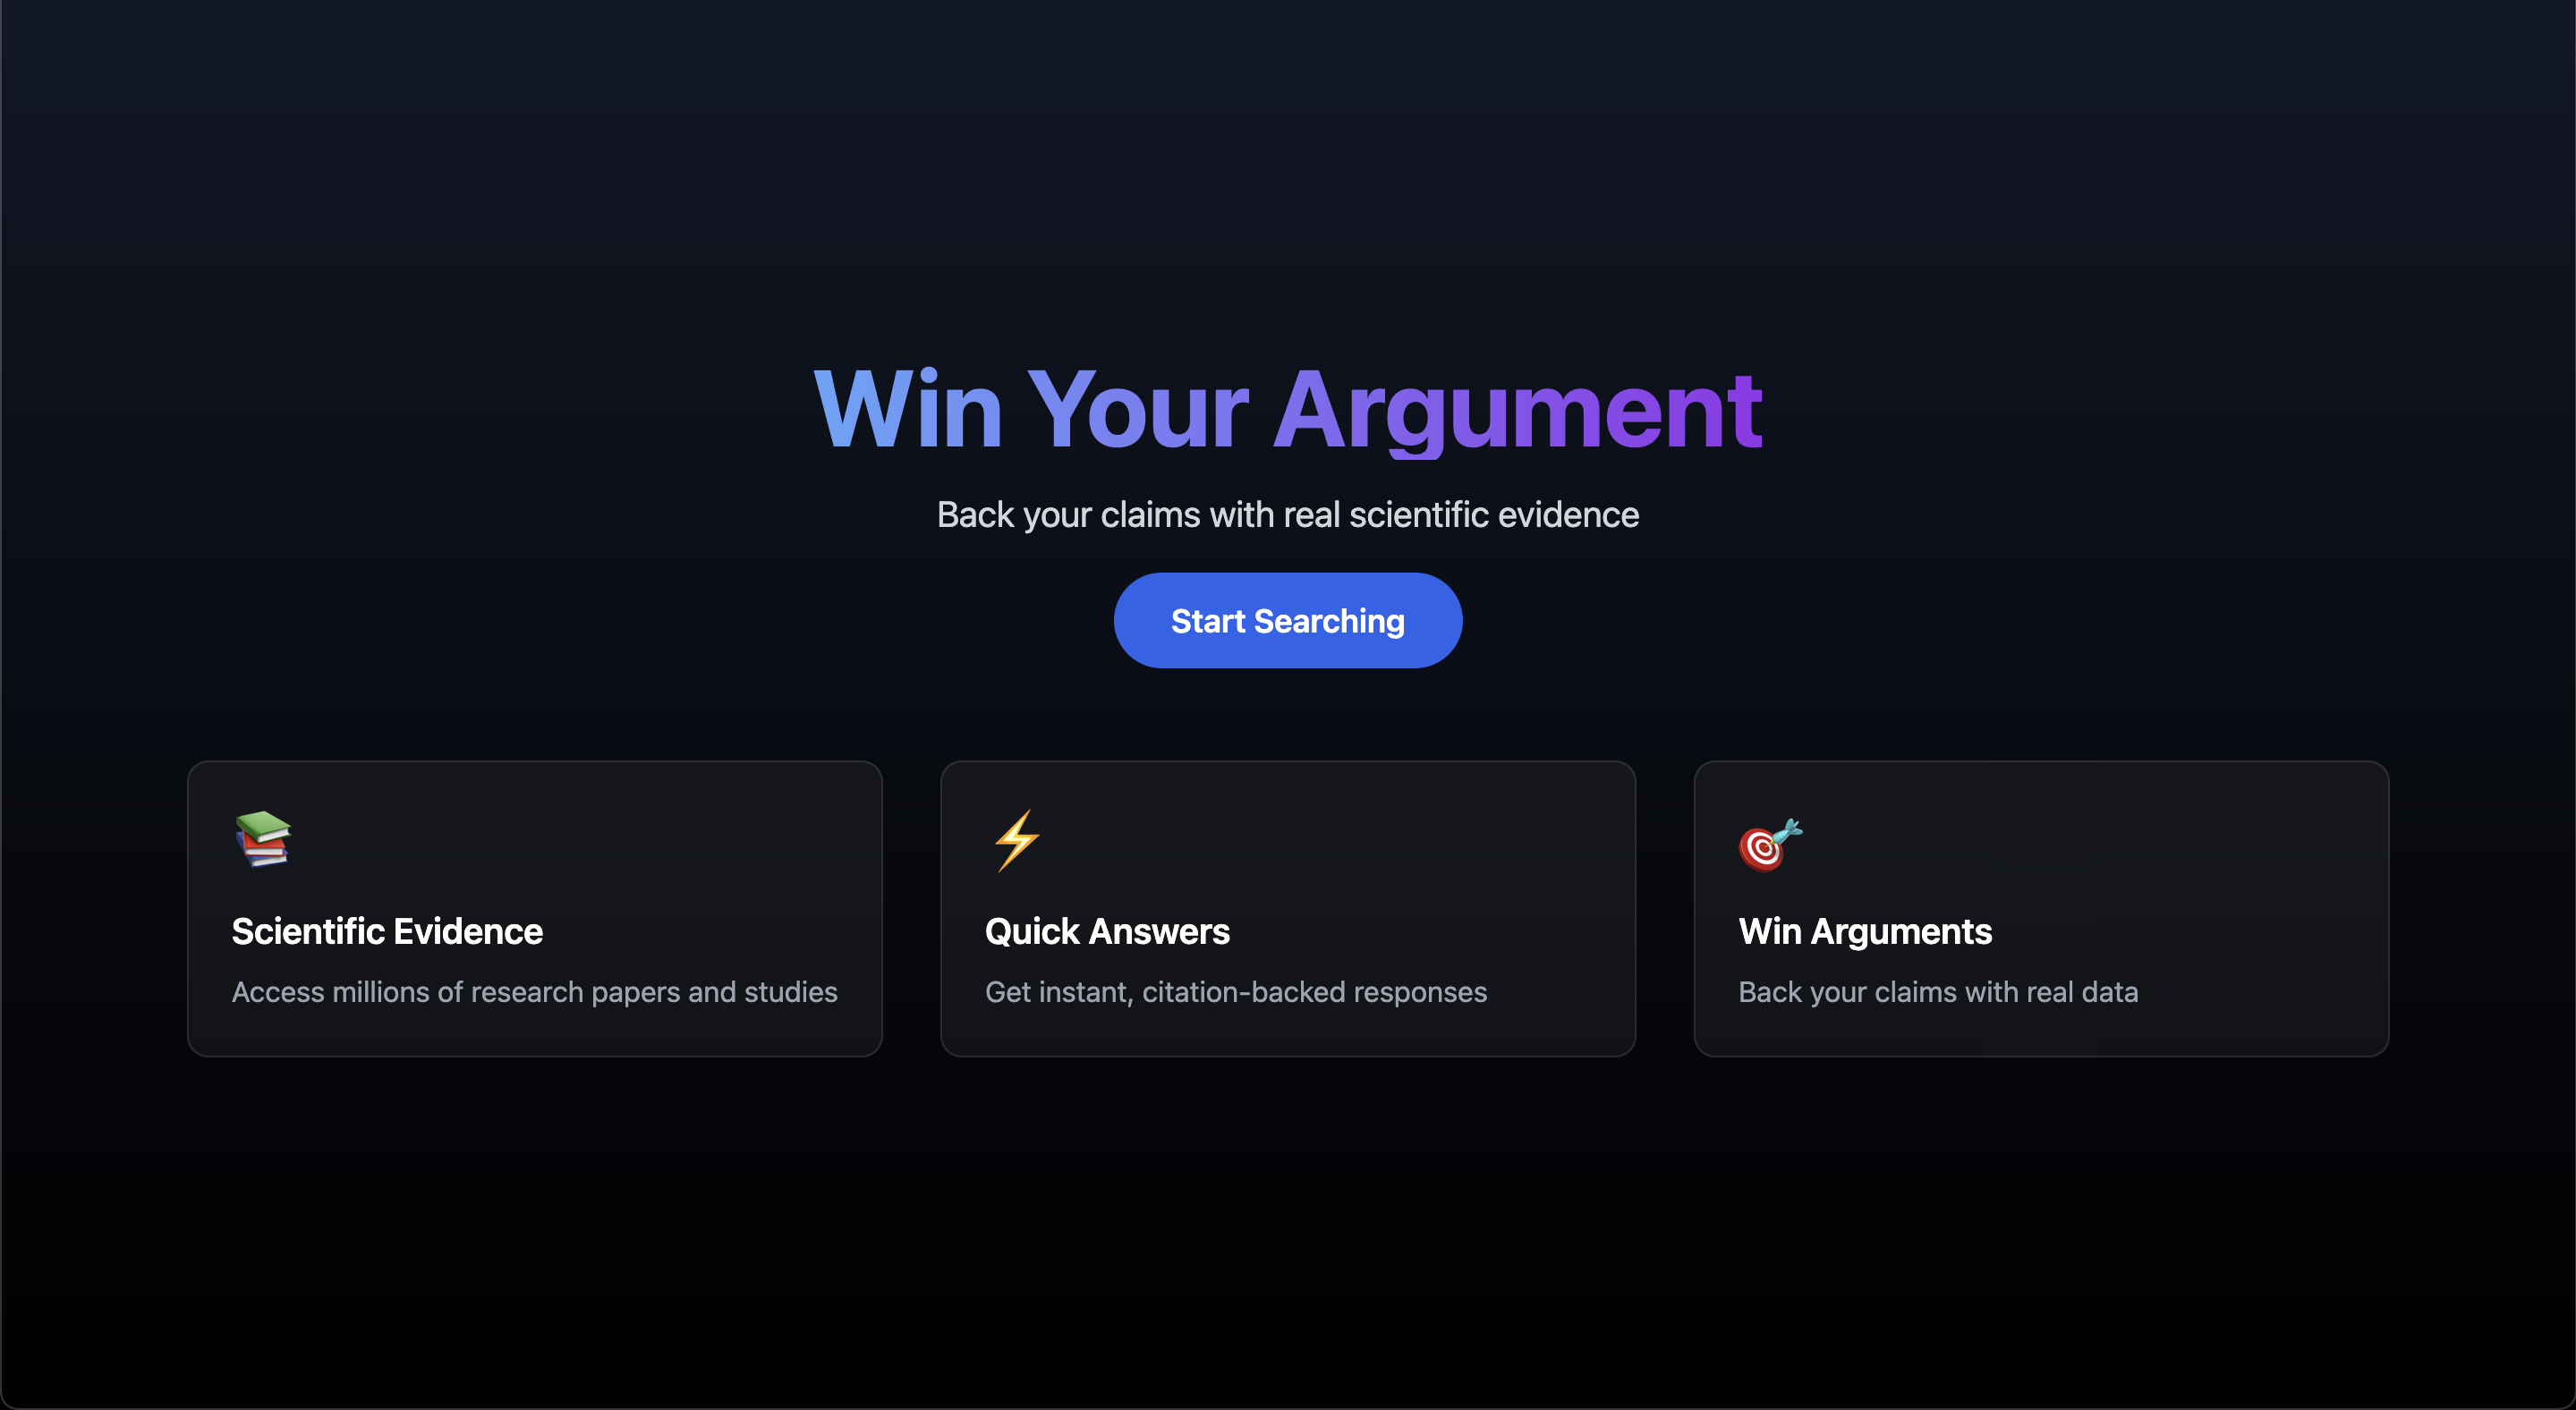 Win Your Argument
Back your claims with real scientific evidence
Start Searching
Scientific Evidence
Access millions of research papers and studies
Quick Answers
Get instant, citation-backed responses
Win Arguments
Back your claims with real data